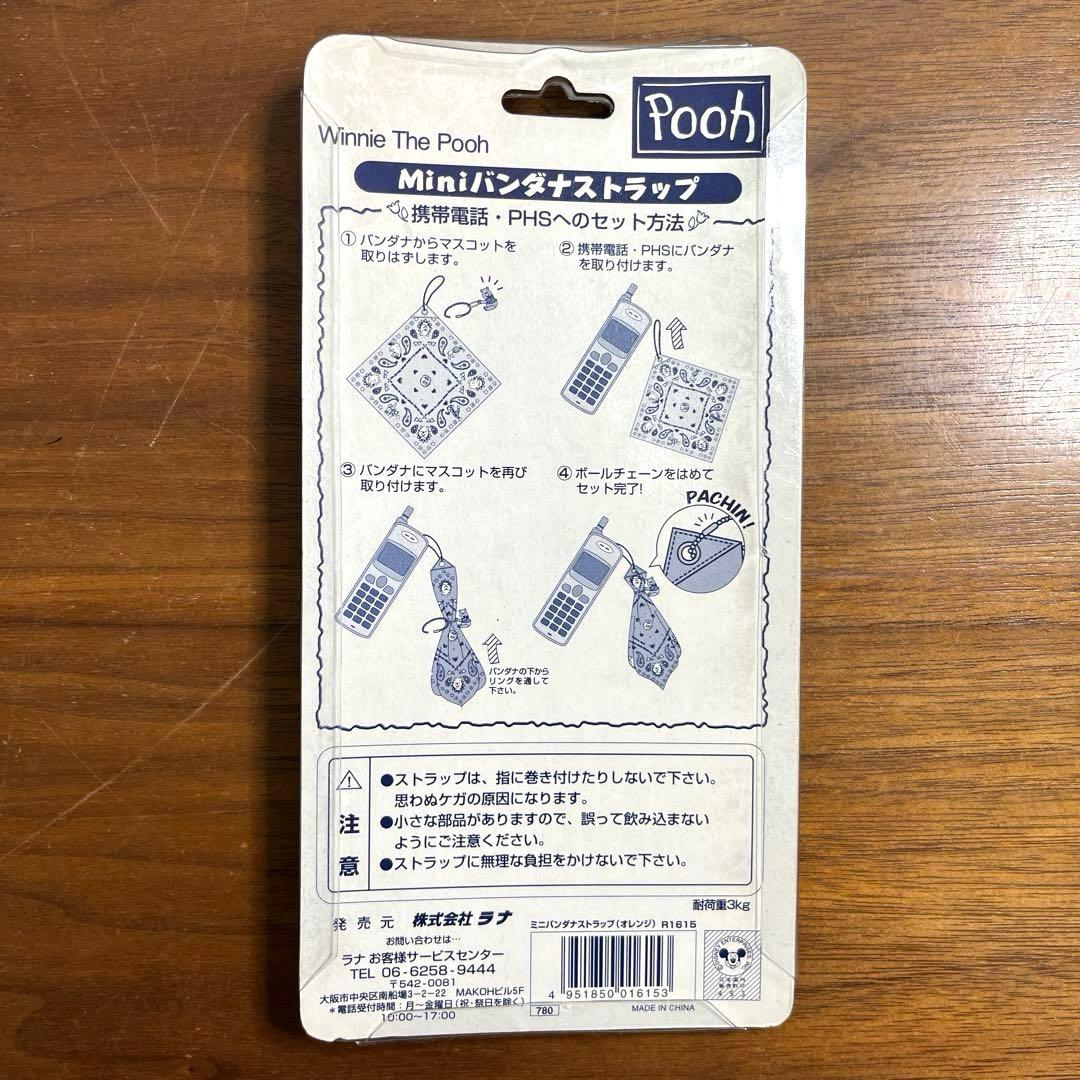 Pooh
Winnie The Pooh
Miniバンダナストラップ
携帯電話・PHSへのセット方法
① バンダナからマスコットを
取りはずします。
② 携帯電話・PHSにバンダナ
を取り付けます。
③ バンダナにマスコットを再び
取り付けます。
④ ボールチェーンをはめて
セット完了!
PACHIN!
バンダナの下から
リングを通して
下さい。
注意
●ストラップは、指に巻き付けたりしないで下さい。
思わぬケガの原因になります。
●小さな部品がありますので、誤って飲み込まない
ようにご注意ください。
●ストラップに無理な負担をかけないで下さい。
耐荷重3kg
発売元 株式会社 ラナ
お問い合わせは…
ラナ お客様サービスセンター
TEL 06-6258-9444
〒542-0081
大阪市中央区南船場3-2-22 MAKOHビル5F
*電話受付時間:月~金曜日(祝・祭日を除く)
10:00~17:00
ミニバンダナストラップ(オレンジ) R1615
4 951850 016153
780
MADE IN CHINA